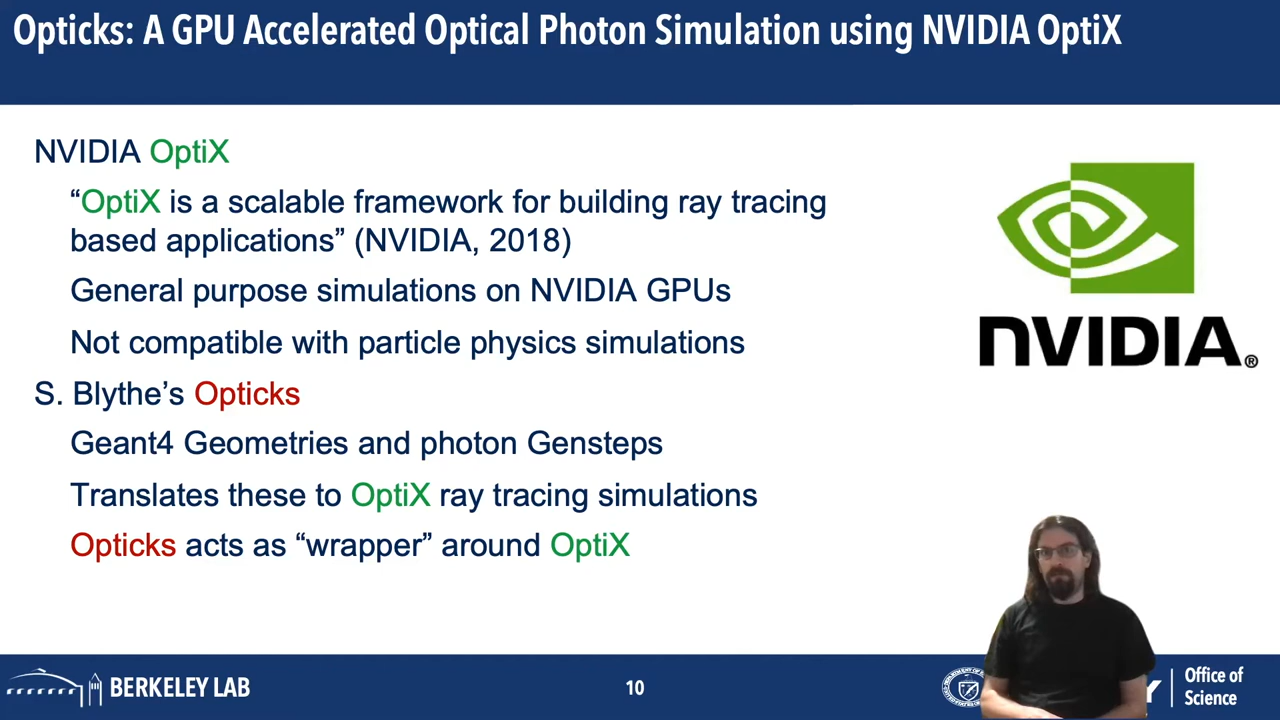 Opticks: A GPU Accelerated Optical Photon Simulation using NVIDIA OptiX
NVIDIA OptiX
“OptiX is a scalable framework for building ray tracing
based applications” (NVIDIA, 2018)
General purpose simulations on NVIDIA GPUs
Not compatible with particle physics simulations
S. Blythe’s Opticks
Geant4 Geometries and photon Gensteps
Translates these to OptiX ray tracing simulations
Opticks acts as “wrapper” around OptiX
NVIDIA®
BERKELEY LAB
10
Office of
Science